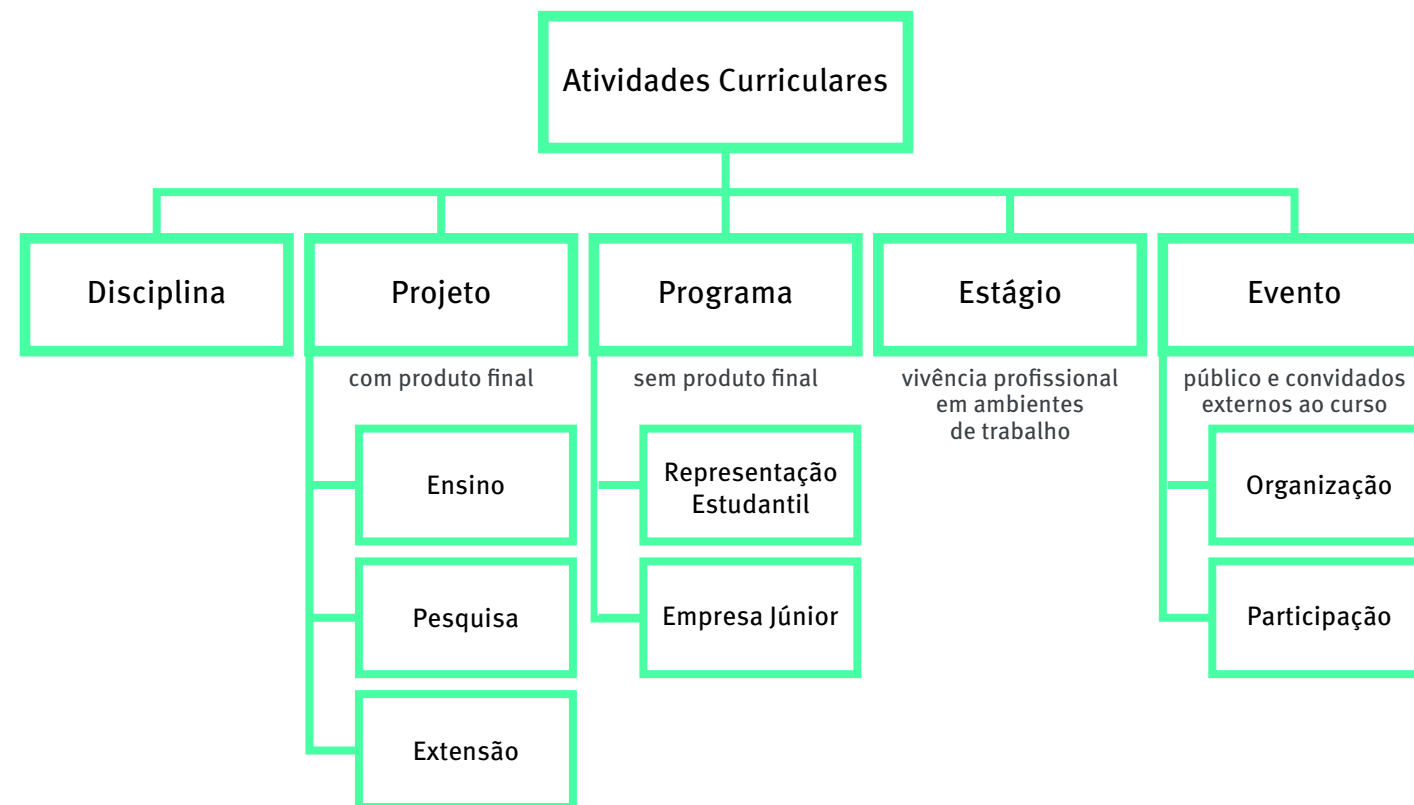 Atividades Curriculares
Disciplina
Projeto
Programa
Estágio
Evento
com produto final
sem produto final
vivência profissional
em ambientes
de trabalho
público e convidados
externos ao curso
Ensino
Pesquisa
Extensão
Representação
Estudantil
Empresa Júnior
Organização
Participação